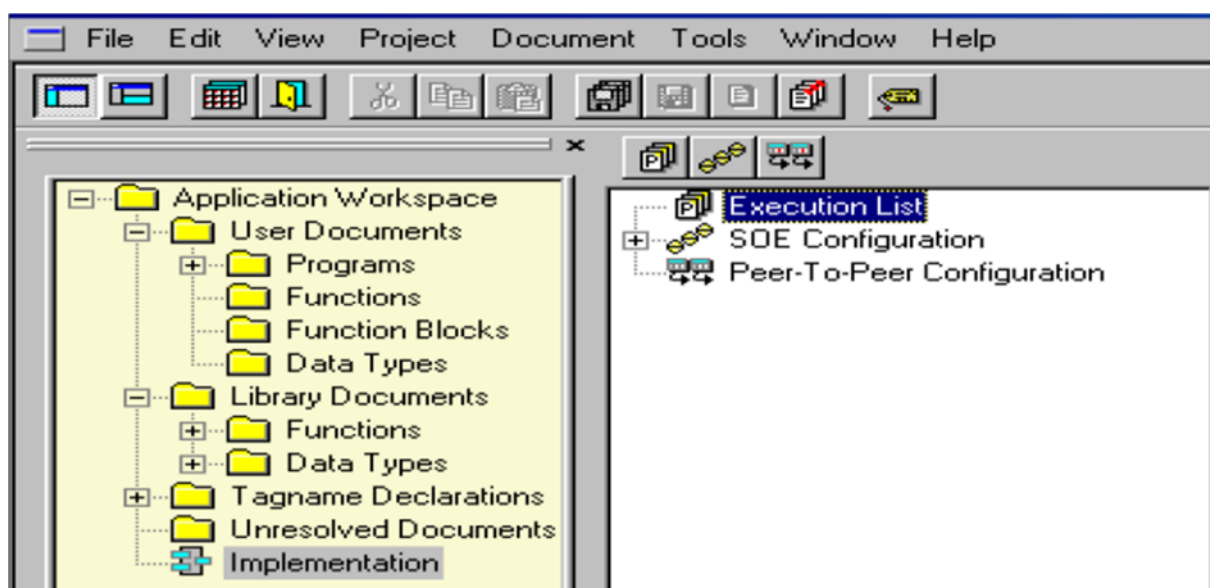 File Edit View Project Document Tools Window Help
Application Workspace
User Documents
Programs
Functions
Function Blocks
Data Types
Library Documents
Functions
Data Types
Tagname Declarations
Unresolved Documents
Implementation
Execution List
SOE Configuration
Peer-To-Peer Configuration